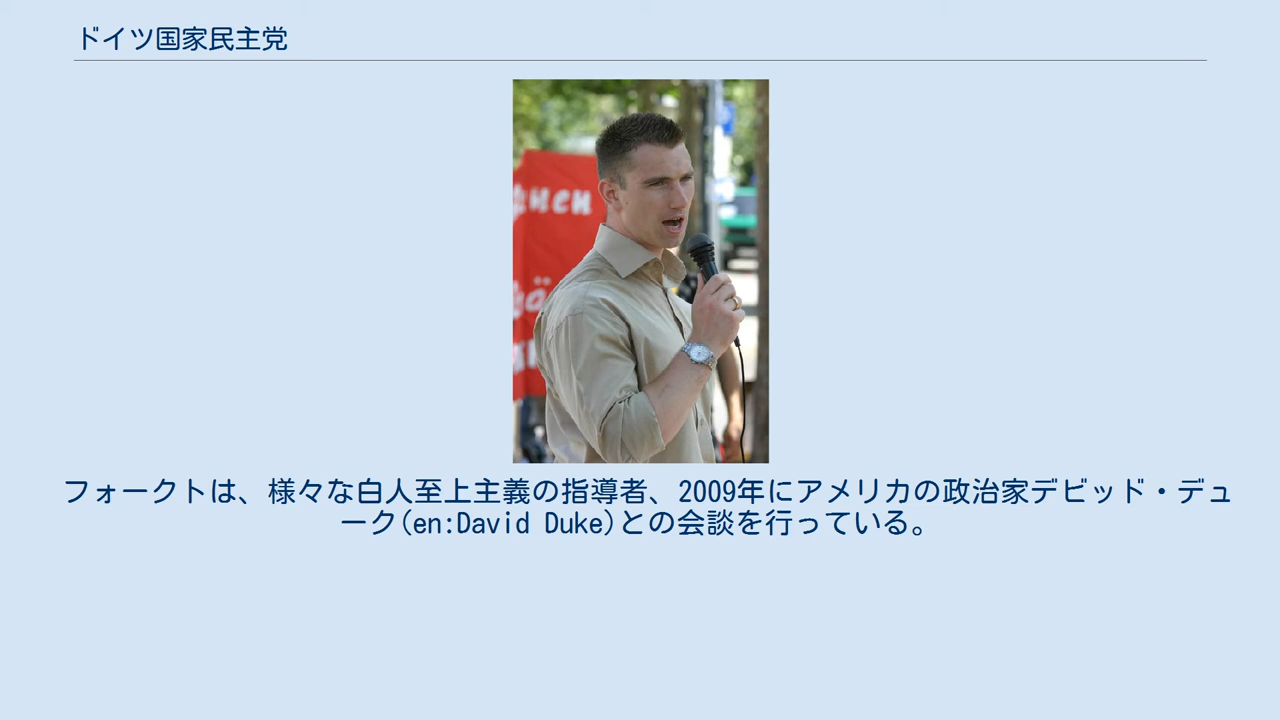 ドイツ国家民主党
フォークトは、様々な白人至上主義の指導者、2009年にアメリカの政治家デビッド・デュ
ーク(en:David Duke)との会談を行っている。